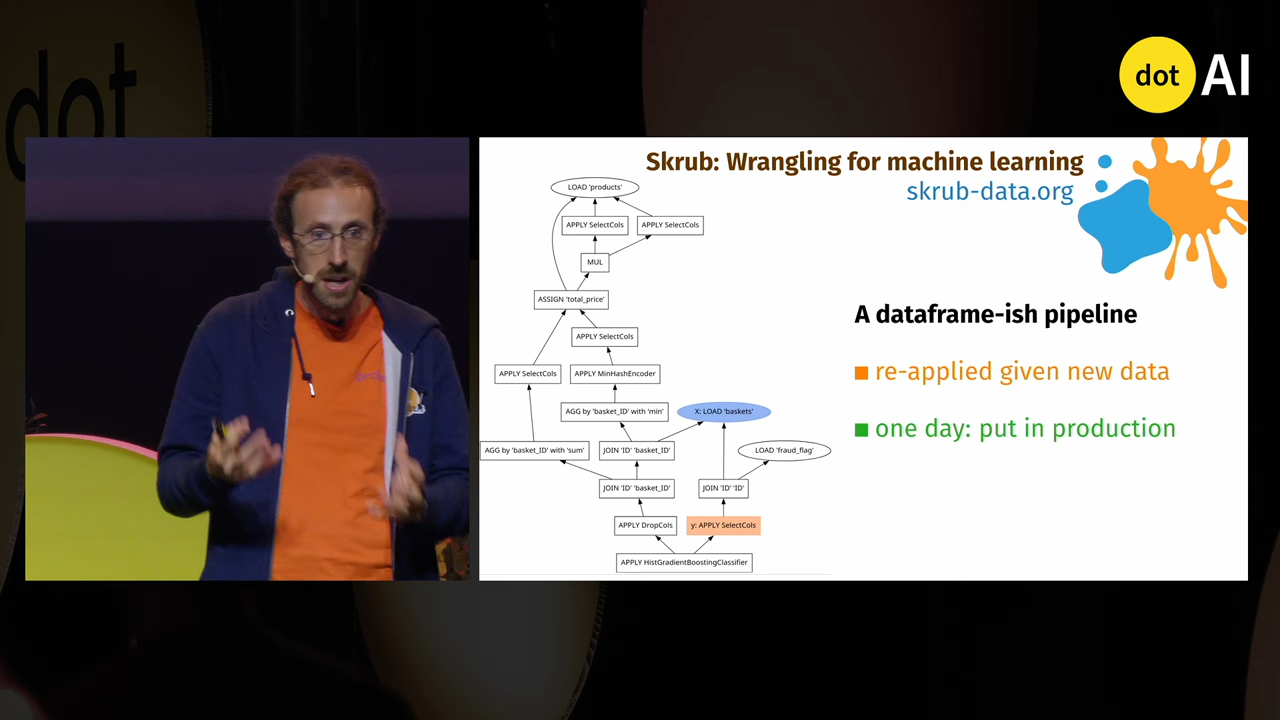 dot
dot AI
Skrub: Wrangling for machine learning
skrub-data.org
LOAD 'products'
APPLY SelectCols
APPLY SelectCols
MUL
ASSIGN 'total_price'
APPLY SelectCols
APPLY SelectCols
APPLY MinHashEncoder
AGG by 'basket_ID' with 'min'
X: LOAD 'baskets'
AGG by 'basket_ID' with 'sum'
JOIN 'ID' 'basket_ID'
LOAD 'fraud_flag'
JOIN 'ID' 'basket_ID'
JOIN 'ID' 'ID'
APPLY DropCols
y: APPLY SelectCols
APPLY HistGradientBoostingClassifier
A dataframe-ish pipeline
re-applied given new data
one day: put in production